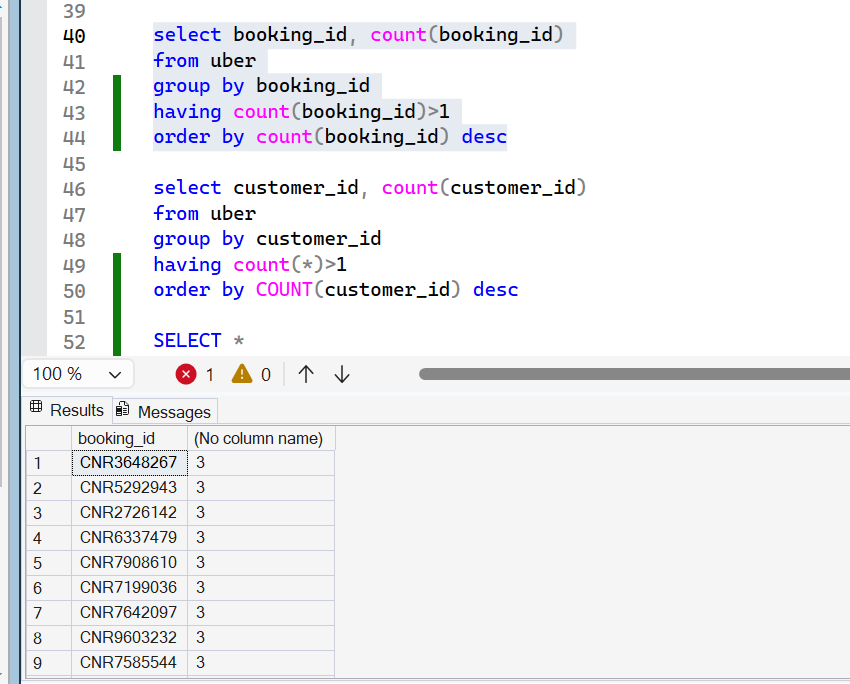 39
40 select booking_id, count(booking_id)
41 from uber
42 group by booking_id
43 having count(booking_id)>1
44 order by count(booking_id) desc
45
46 select customer_id, count(customer_id)
47 from uber
48 group by customer_id
49 having count(*)>1
50 order by COUNT(customer_id) desc
51
52 SELECT *
100 % 1 0
Results Messages
booking_id (No column name)
1 CNR3648267 3
2 CNR5292943 3
3 CNR2726142 3
4 CNR6337479 3
5 CNR7908610 3
6 CNR7199036 3
7 CNR7642097 3
8 CNR9603232 3
9 CNR7585544 3